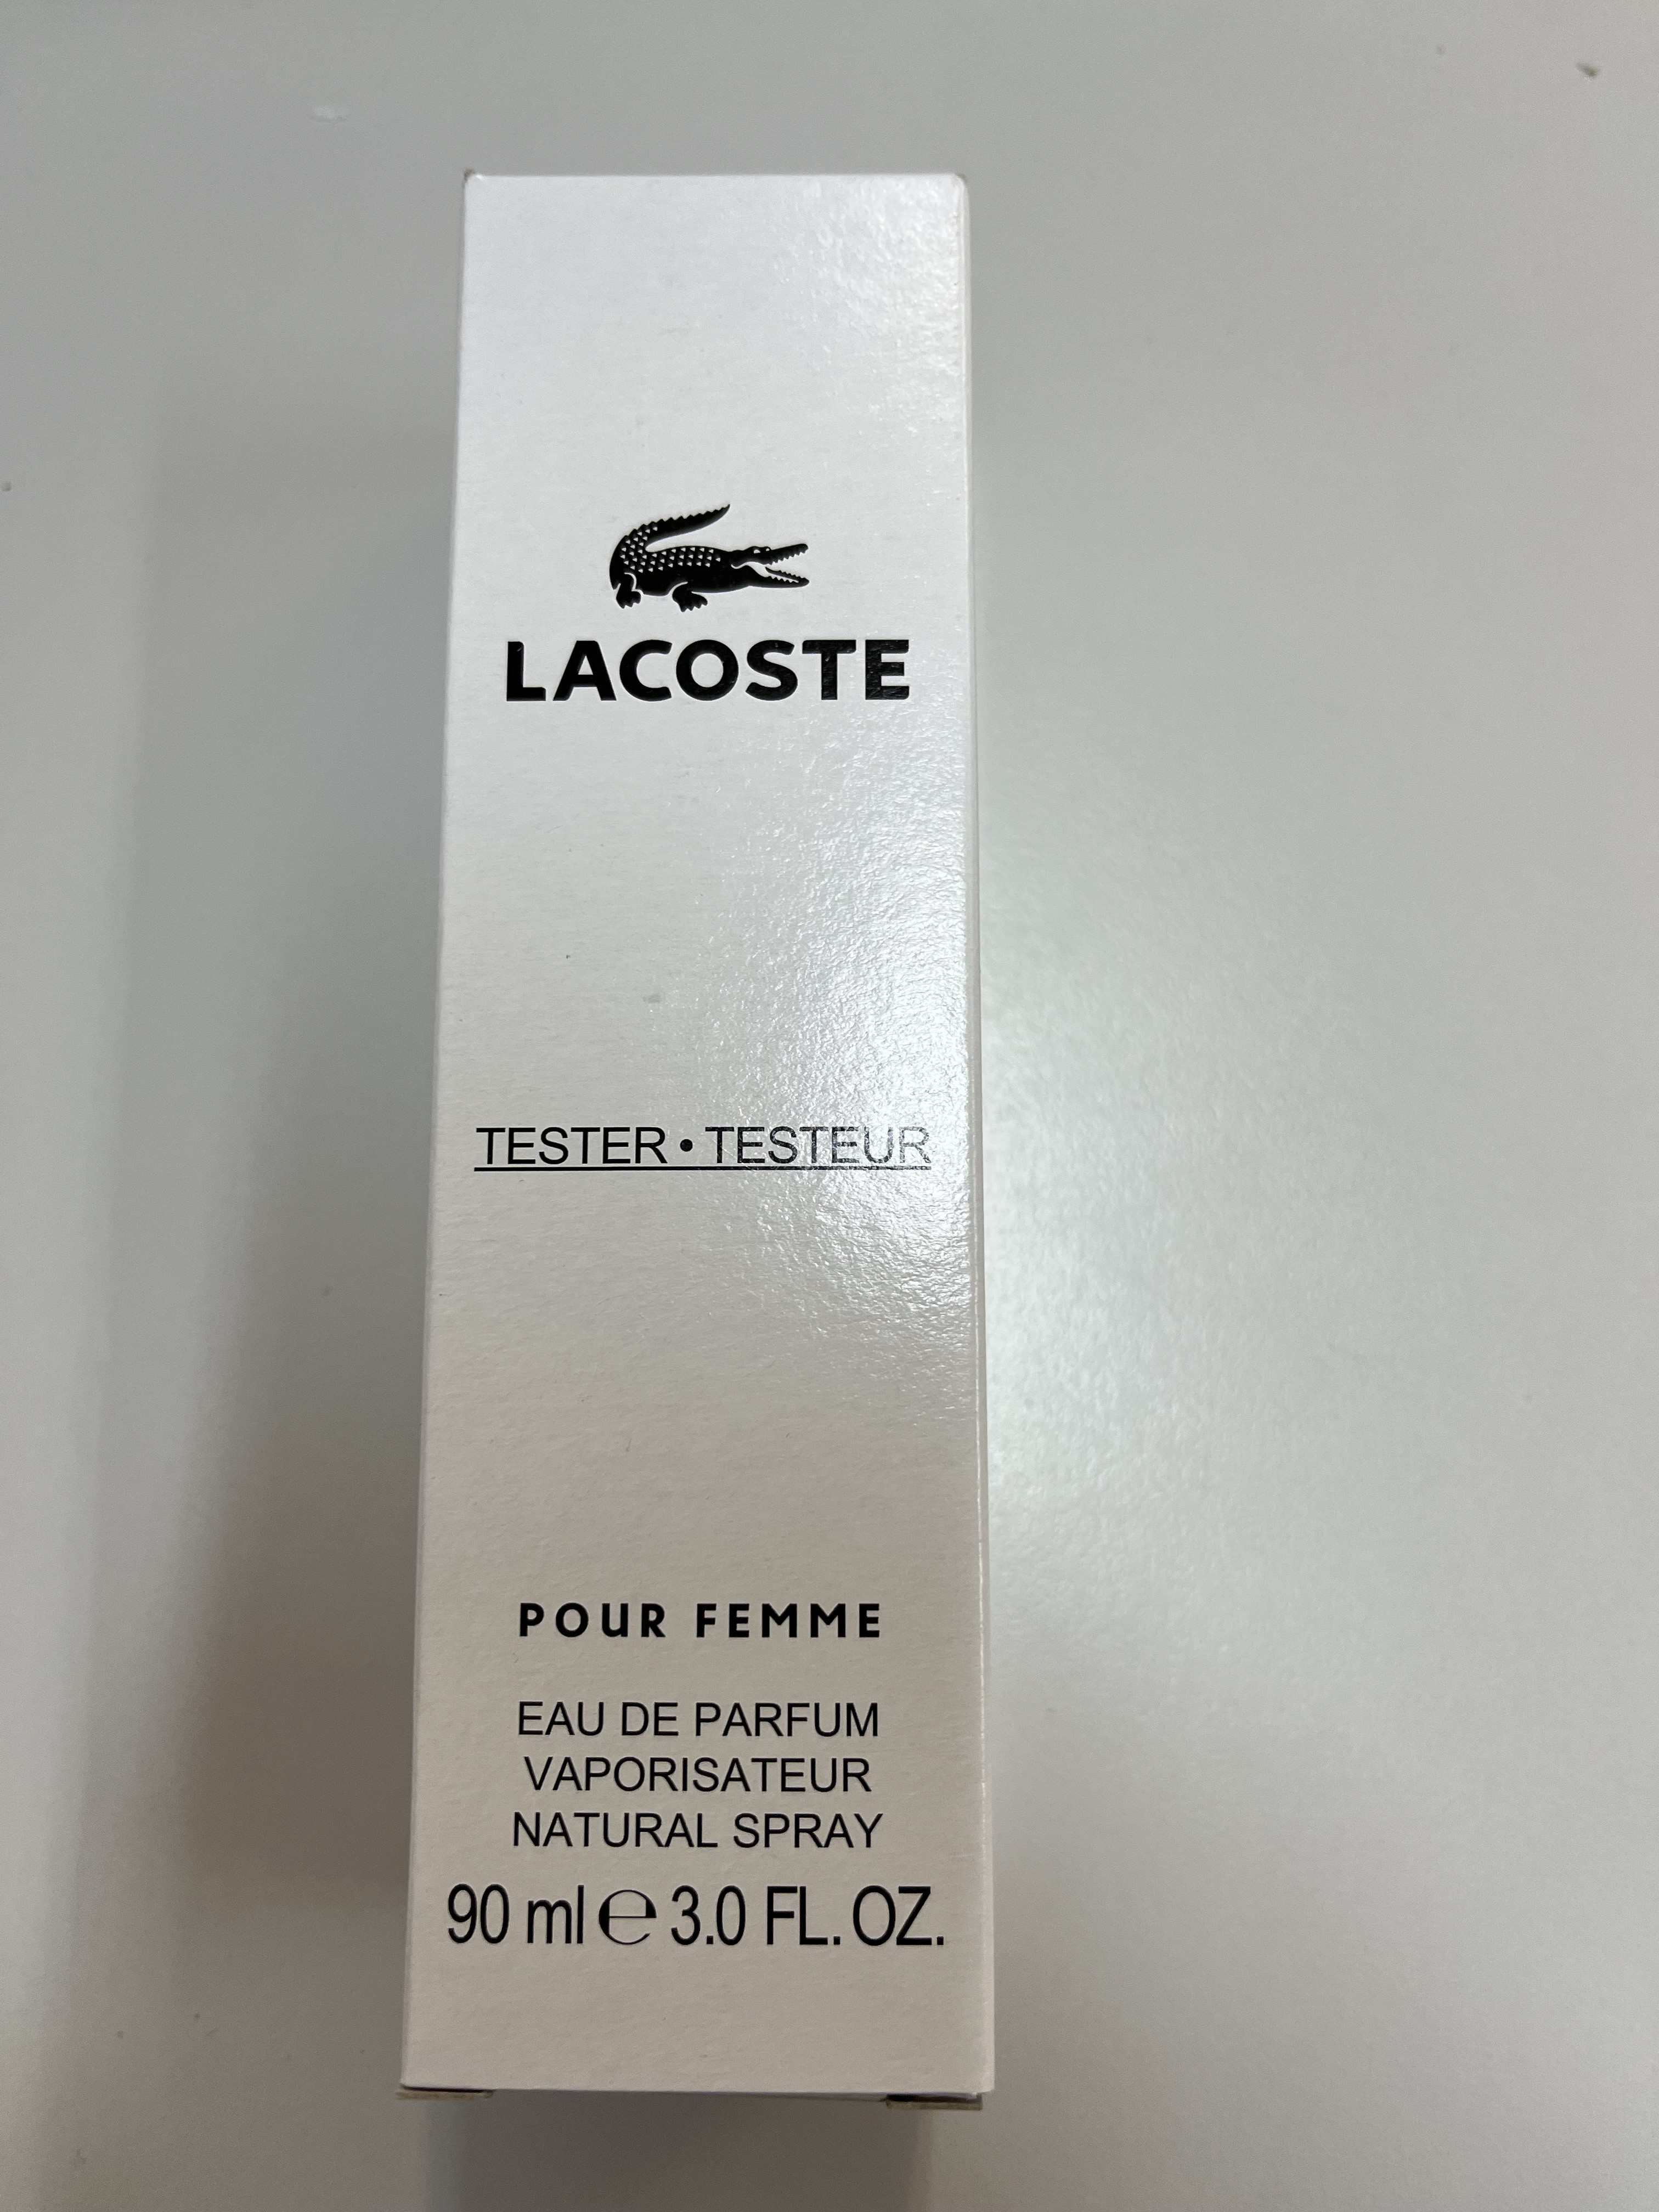 LACOSTE
TESTER • TESTEUR
POUR FEMME
EAU DE PARFUM
VAPORISATEUR
NATURAL SPRAY
90 ml ℮ 3.0 FL. OZ.